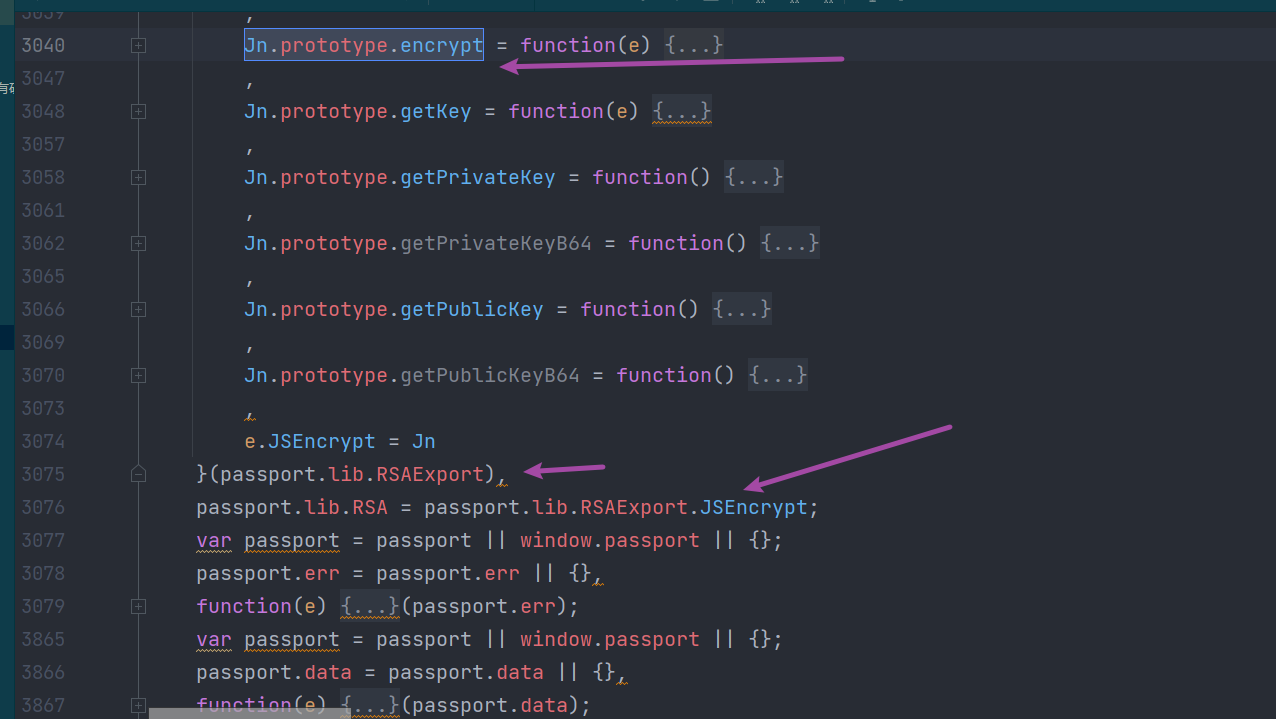 3039 ,
3040 Jn.prototype.encrypt = function(e) {...}
3047 ,
3048 Jn.prototype.getKey = function(e) {...}
3057 ,
3058 Jn.prototype.getPrivateKey = function() {...}
3061 ,
3062 Jn.prototype.getPrivateKeyB64 = function() {...}
3065 ,
3066 Jn.prototype.getPublicKey = function() {...}
3069 ,
3070 Jn.prototype.getPublicKeyB64 = function() {...}
3073 ,
3074 e.JSEncrypt = Jn
3075 }(passport.lib.RSAExport),
3076 passport.lib.RSA = passport.lib.RSAExport.JSEncrypt;
3077 var passport = passport || window.passport || {};
3078 passport.err = passport.err || {},
3079 function(e) {...}(passport.err);
3865 var passport = passport || window.passport || {};
3866 passport.data = passport.data || {},
3867 function(e) {...}(passport.data);